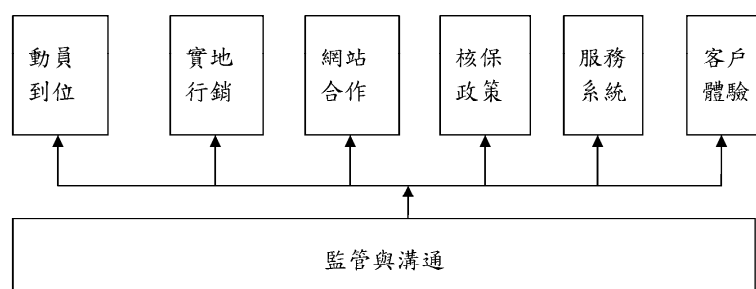 動員
到位
實地
行銷
網站
合作
核保
政策
服務
系統
客戶
體驗
監管與溝通